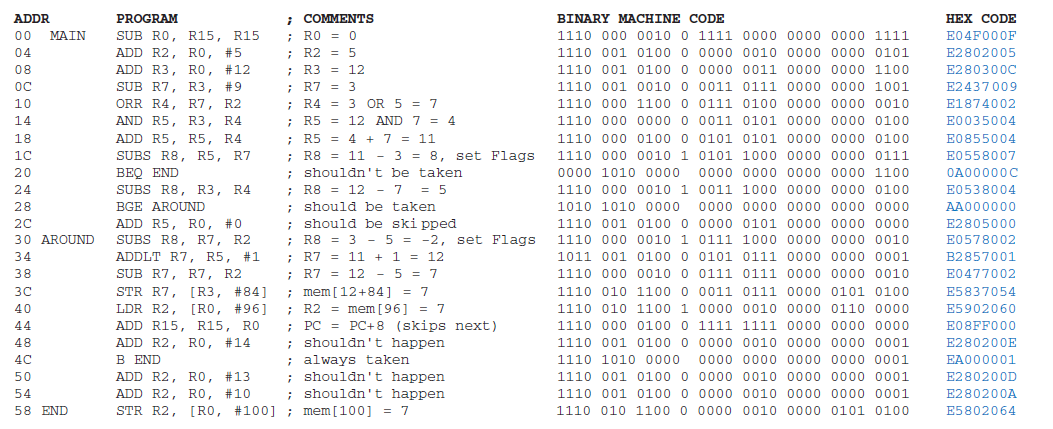 ADDR PROGRAM ; COMMENTS BINARY MACHINE CODE HEX CODE
00 MAIN SUB R0, R15, R15 ; R0 = 0 1110 000 0010 0 1111 0000 0000 0000 1111 E04F000F
04 ADD R2, R0, #5 ; R2 = 5 1110 001 0100 0 0000 0010 0000 0000 0101 E2802005
08 ADD R3, R0, #12 ; R3 = 12 1110 001 0100 0 0000 0011 0000 0000 1100 E280300C
0C SUB R7, R3, #9 ; R7 = 3 1110 001 0010 0 0011 0111 0000 0000 1001 E2437009
10 ORR R4, R7, R2 ; R4 = 3 OR 5 = 7 1110 000 1100 0 0111 0100 0000 0000 0010 E1874002
14 AND R5, R3, R4 ; R5 = 12 AND 7 = 4 1110 000 0000 0 0011 0101 0000 0000 0100 E0035004
18 ADD R5, R5, R4 ; R5 = 4 + 7 = 11 1110 000 0100 0 0101 0101 0000 0000 0100 E0855004
1C SUBS R8, R5, R7 ; R8 = 11 - 3 = 8, set Flags 1110 000 0010 1 0101 1000 0000 0000 0111 E0558007
20 BEQ END ; shouldn't be taken 0000 1010 0000 0000 0000 0000 0000 1100 0A00000C
24 SUBS R8, R3, R4 ; R8 = 12 - 7 = 5 1110 000 0010 1 0011 1000 0000 0000 0100 E0538004
28 BGE AROUND ; should be taken 1010 1010 0000 0000 0000 0000 0000 0000 AA000000
2C ADD R5, R0, #0 ; should be skipped 1110 001 0100 0 0000 0101 0000 0000 0000 E2805000
30 AROUND SUBS R8, R7, R2 ; R8 = 3 - 5 = -2, set Flags 1110 000 0010 1 0111 1000 0000 0000 0010 E0578002
34 ADDLT R7, R5, #1 ; R7 = 11 + 1 = 12 1011 001 0100 0 0101 0111 0000 0000 0001 B2857001
38 SUB R7, R7, R2 ; R7 = 12 - 5 = 7 1110 000 0010 0 0111 0111 0000 0000 0010 E0477002
3C STR R7, [R3, #84] ; mem[12+84] = 7 1110 010 1100 0 0011 0111 0000 0101 0100 E5837054
40 LDR R2, [R0, #96] ; R2 = mem[96] = 7 1110 010 1100 1 0000 0010 0000 0110 0000 E5902060
44 ADD R15, R15, R0 ; PC = PC+8 (skips next) 1110 000 0100 0 1111 1111 0000 0000 0000 E08FF000
48 ADD R2, R0, #14 ; shouldn't happen 1110 001 0100 0 0000 0010 0000 0000 0001 E280200E
4C B END ; always taken 1110 1010 0000 0000 0000 0000 0000 0001 EA000001
50 ADD R2, R0, #13 ; shouldn't happen 1110 001 0100 0 0000 0010 0000 0000 0001 E280200D
54 ADD R2, R0, #10 ; shouldn't happen 1110 001 0100 0 0000 0010 0000 0000 0001 E280200A
58 END STR R2, [R0, #100] ; mem[100] = 7 1110 010 1100 0 0000 0010 0000 0101 0100 E5802064